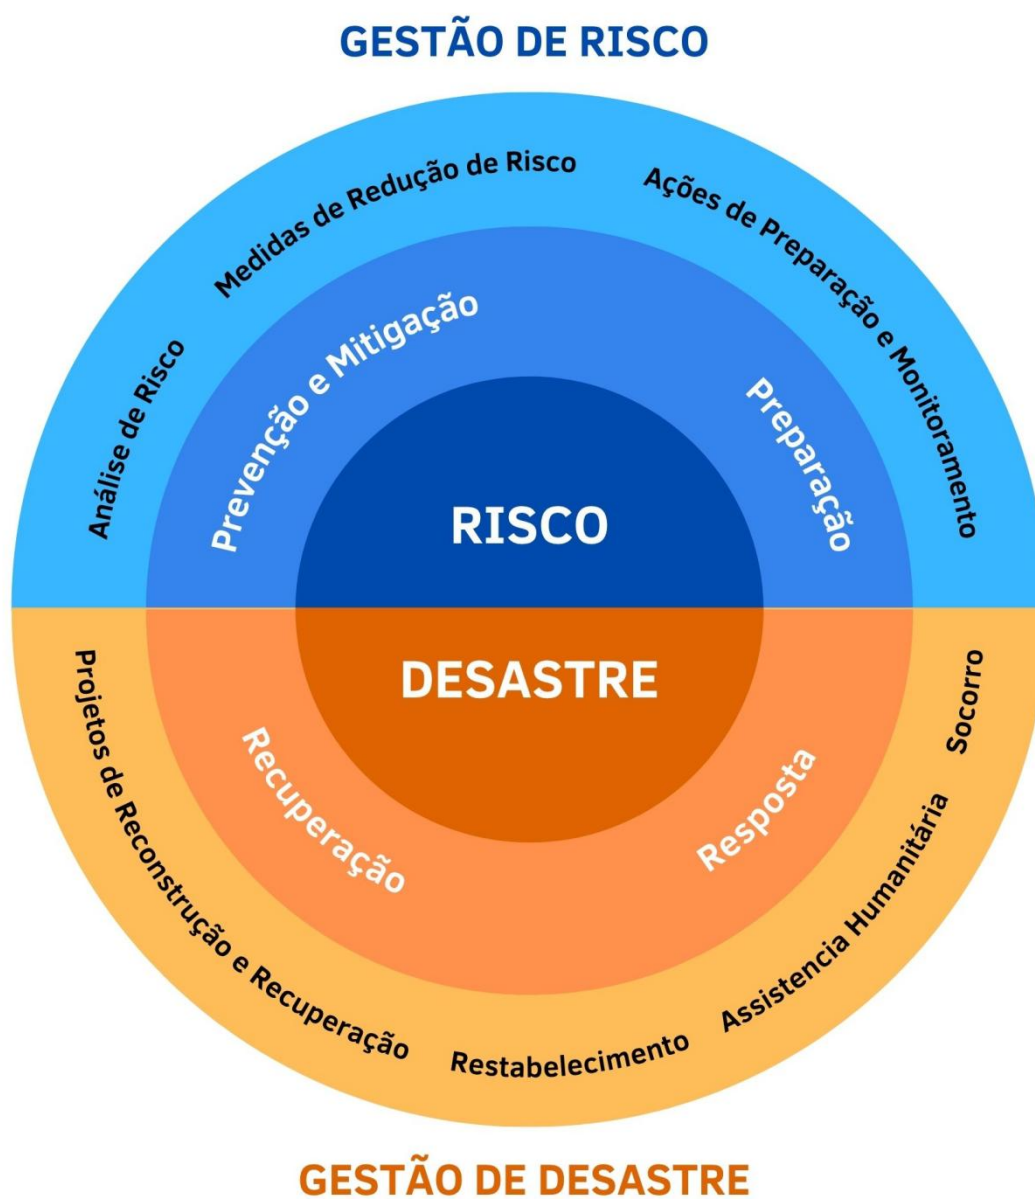 GESTÃO DE RISCO
Análise de Risco
Medidas de Redução de Risco
Ações de Preparação e Monitoramento
Prevenção e Mitigação
Preparação
RISCO
DESASTRE
Recuperação
Resposta
Projetos de Reconstrução e Recuperação
Restabelecimento
Assistencia Humanitária
Socorro
GESTÃO DE DESASTRE